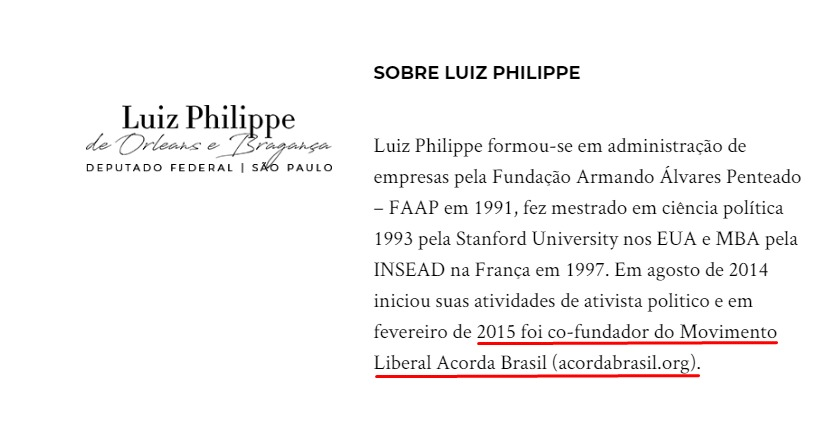 Luiz Philippe
de Orleans e Bragança
DEPUTADO FEDERAL | SÃO PAULO
SOBRE LUIZ PHILIPPE
Luiz Philippe formou-se em administração de
empresas pela Fundação Armando Álvares Penteado
– FAAP em 1991, fez mestrado em ciência política
1993 pela Stanford University nos EUA e MBA pela
INSEAD na França em 1997. Em agosto de 2014
iniciou suas atividades de ativista politico e em
fevereiro de 2015 foi co-fundador do Movimento
Liberal Acorda Brasil (acordabrasil.org).